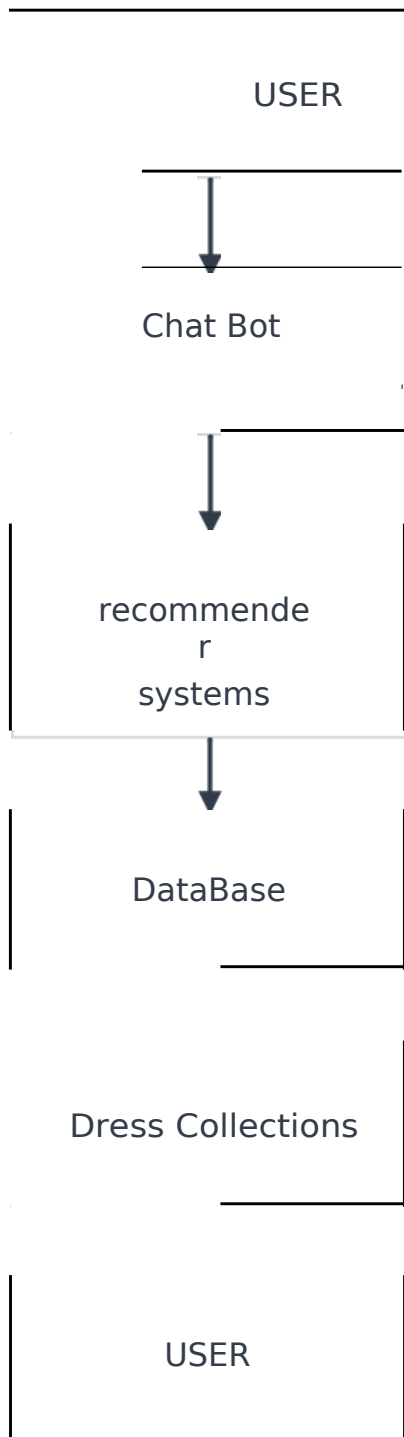 USER
Chat Bot
recommende
r
systems
DataBase
Dress Collections
USER